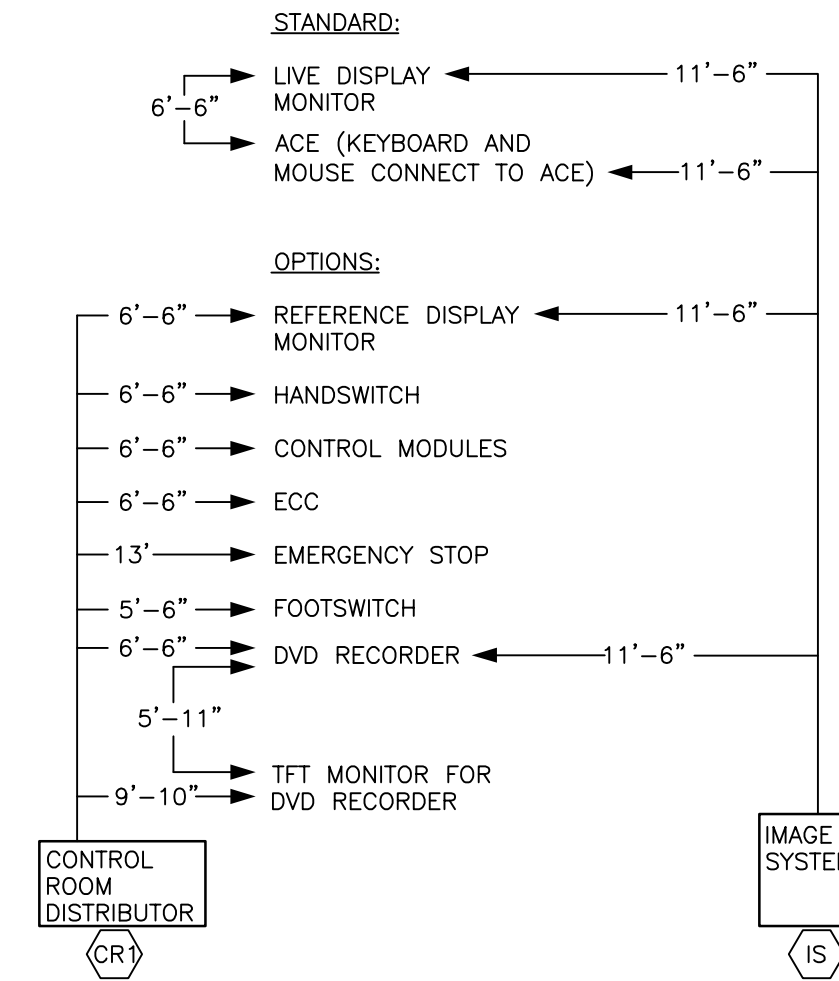 STANDARD:
LIVE DISPLAY
MONITOR
11'-6"
6'-6"
ACE (KEYBOARD AND
MOUSE CONNECT TO ACE)
11'-6"
OPTIONS:
6'-6"
REFERENCE DISPLAY
MONITOR
11'-6"
6'-6"
HANDSWITCH
6'-6"
CONTROL MODULES
6'-6"
ECC
13'
EMERGENCY STOP
5'-6"
FOOTSWITCH
6'-6"
DVD RECORDER
11'-6"
5'-11"
TFT MONITOR FOR
DVD RECORDER
9'-10"
CONTROL
ROOM
DISTRIBUTOR
CR1
IMAGE
IS